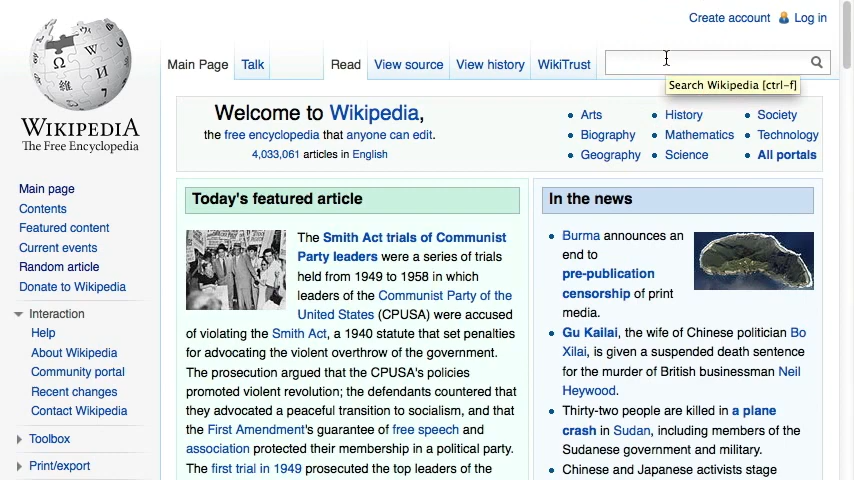 Create account Log in
WIKIPEDIA
The Free Encyclopedia
Main Page Talk Read View source View history WikiTrust
Search Wikipedia [ctrl-f]
Main page
Contents
Featured content
Current events
Random article
Donate to Wikipedia
Interaction
Help
About Wikipedia
Community portal
Recent changes
Contact Wikipedia
Toolbox
Print/export
Welcome to Wikipedia,
the free encyclopedia that anyone can edit.
4,033,061 articles in English
Arts History Society
Biography Mathematics Technology
Geography Science All portals
Today's featured article
The Smith Act trials of Communist
Party leaders were a series of trials
held from 1949 to 1958 in which
leaders of the Communist Party of the
United States (CPUSA) were accused
of violating the Smith Act, a 1940 statute that set penalties
for advocating the violent overthrow of the government.
The prosecution argued that the CPUSA's policies
promoted violent revolution; the defendants countered that
they advocated a peaceful transition to socialism, and that
the First Amendment's guarantee of free speech and
association protected their membership in a political party.
The first trial in 1949 prosecuted the top leaders of the
In the news
Burma announces an
end to
pre-publication
censorship of print
media.
Gu Kailai, the wife of Chinese politician Bo
Xilai, is given a suspended death sentence
for the murder of British businessman Neil
Heywood.
Thirty-two people are killed in a plane
crash in Sudan, including members of the
Sudanese government and military.
Chinese and Japanese activists stage